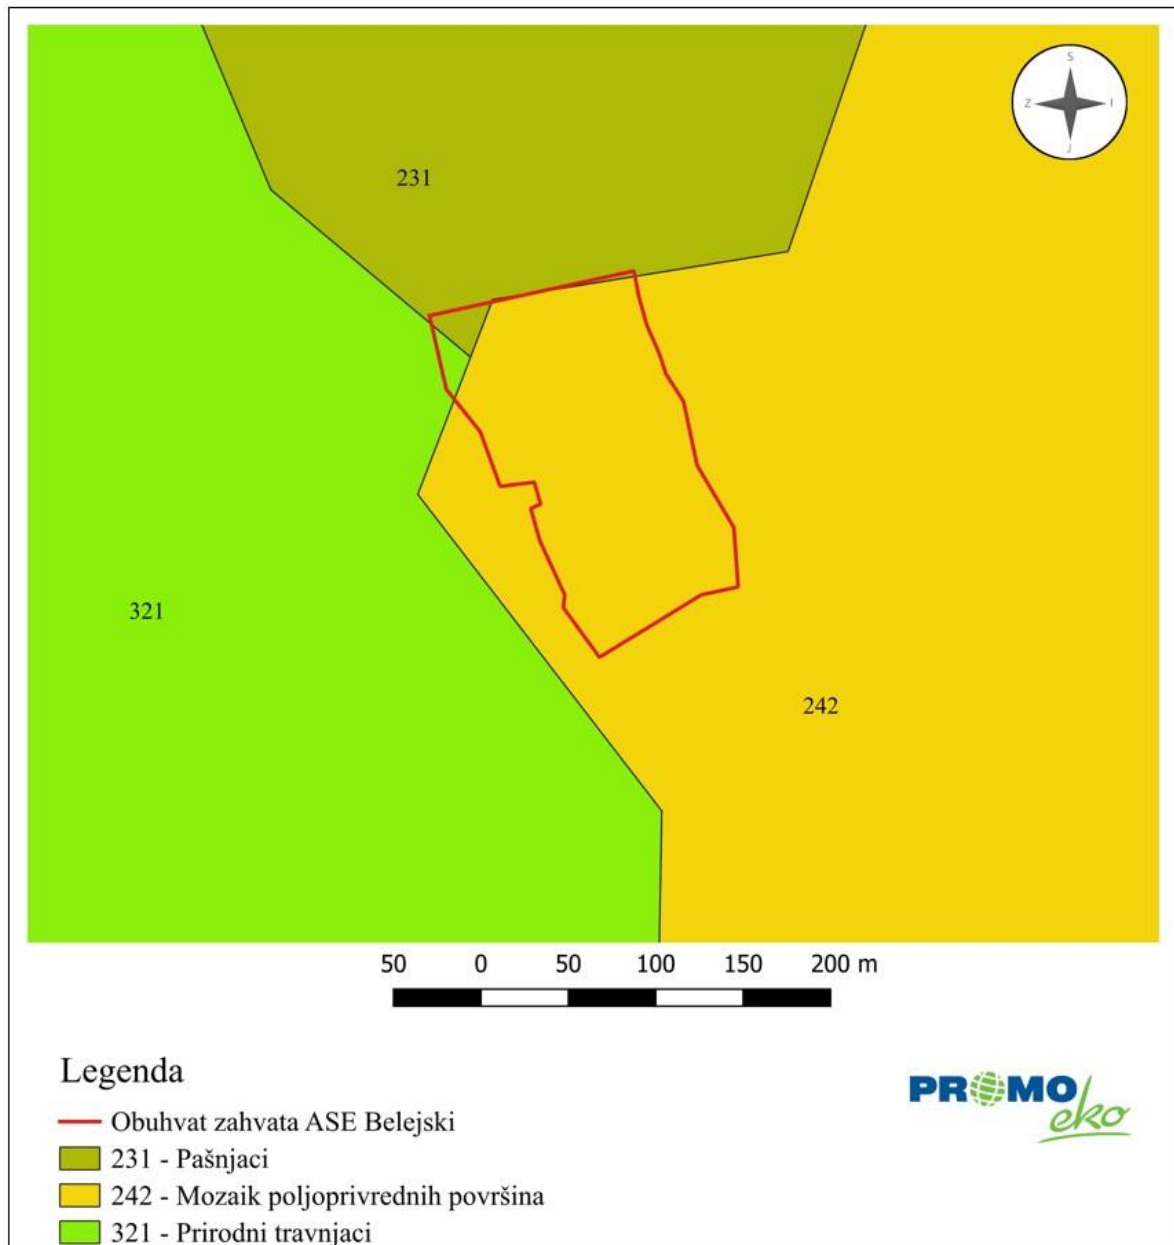 S
Z I
J
231
321
242
50 0 50 100 150 200 m
Legenda
Obuhvat zahvata ASE Belejski
231 - Pašnjaci
242 - Mozaik poljoprivrednih površina
321 - Prirodni travnjaci
PROMO
eko